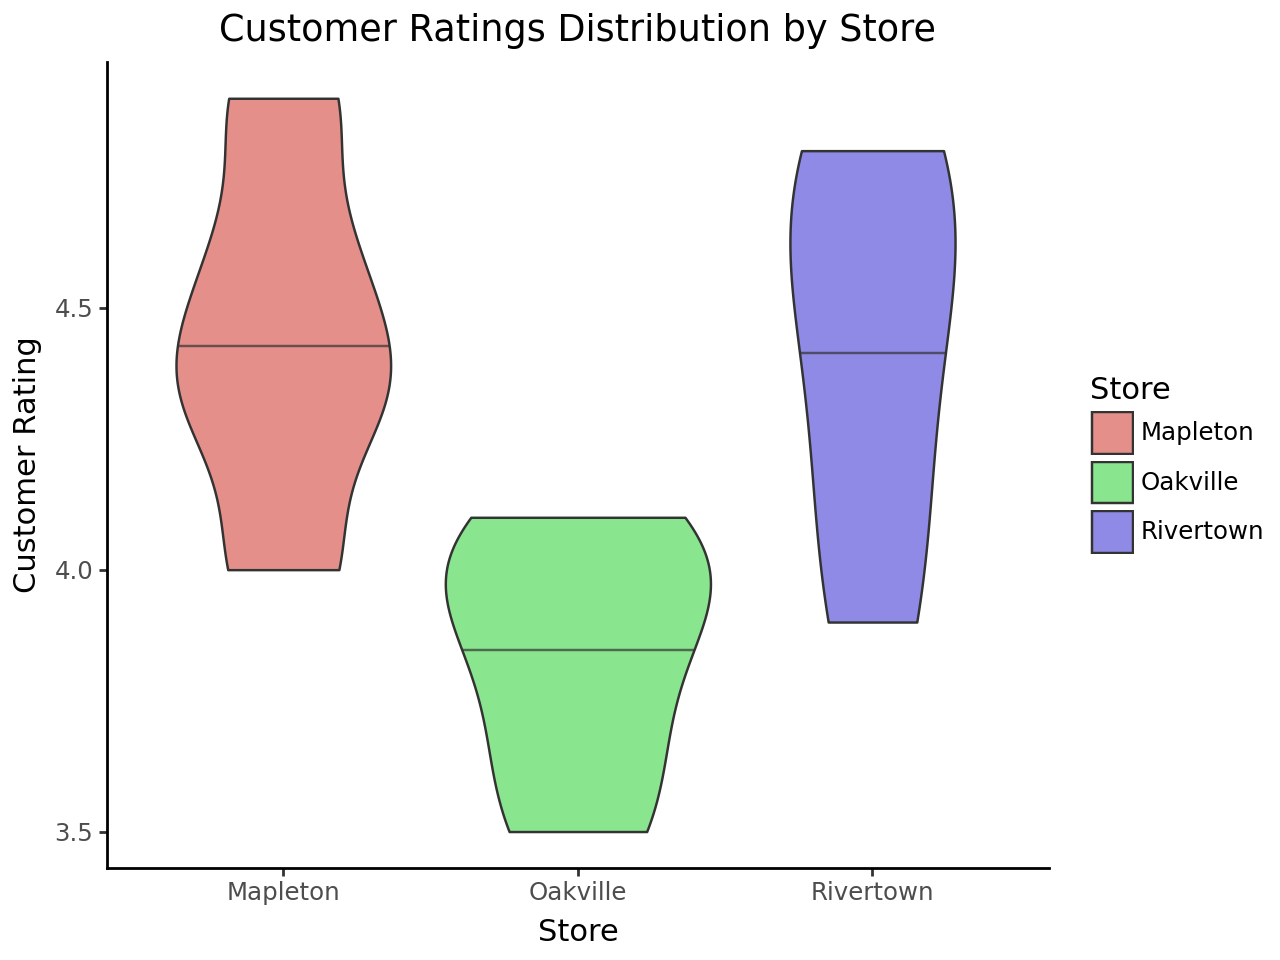 Customer Ratings Distribution by Store
Customer Rating
4.5
4.0
3.5
Mapleton
Oakville
Rivertown
Store
Store
Mapleton
Oakville
Rivertown